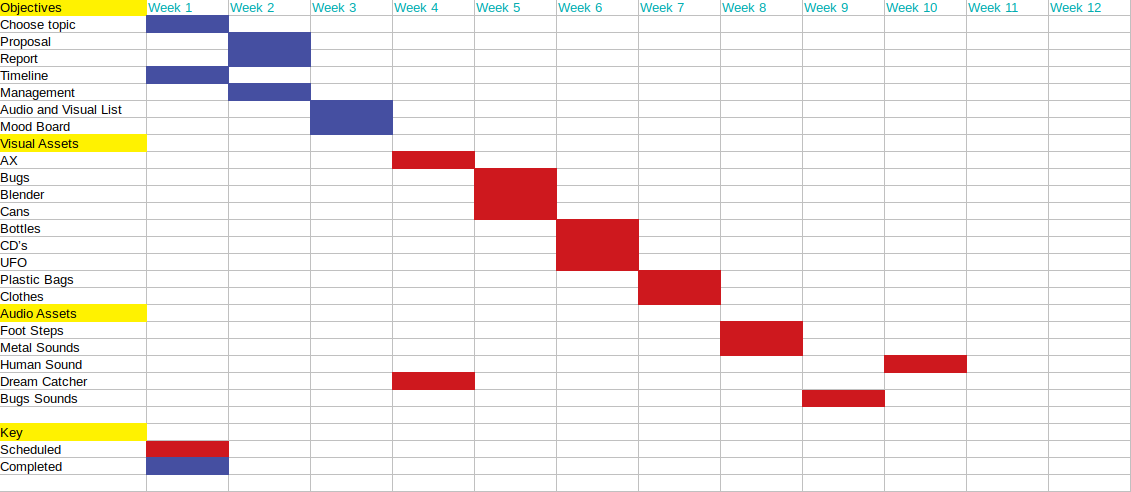 Objectives Week 1 Week 2 Week 3 Week 4 Week 5 Week 6 Week 7 Week 8 Week 9 Week 10 Week 11 Week 12
Choose topic
Proposal
Report
Timeline
Management
Audio and Visual List
Mood Board
Visual Assets
AX
Bugs
Blender
Cans
Bottles
CD's
UFO
Plastic Bags
Clothes
Audio Assets
Foot Steps
Metal Sounds
Human Sound
Dream Catcher
Bugs Sounds
Key
Scheduled
Completed